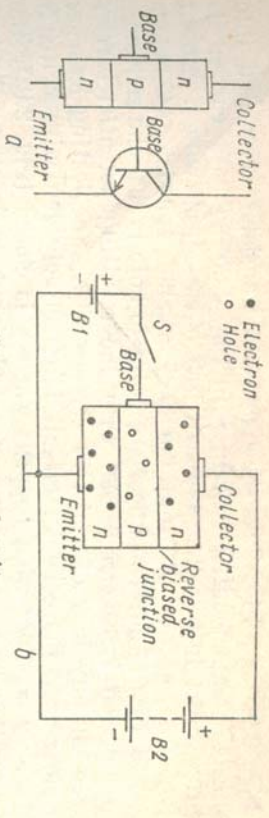 Base
n p n
Emitter
Collector
Base
a
• Electron
○ Hole
Collector
n
Reverse
biased
junction
p
n
Base
S
+
B1
-
Emitter
+
B2
-
b